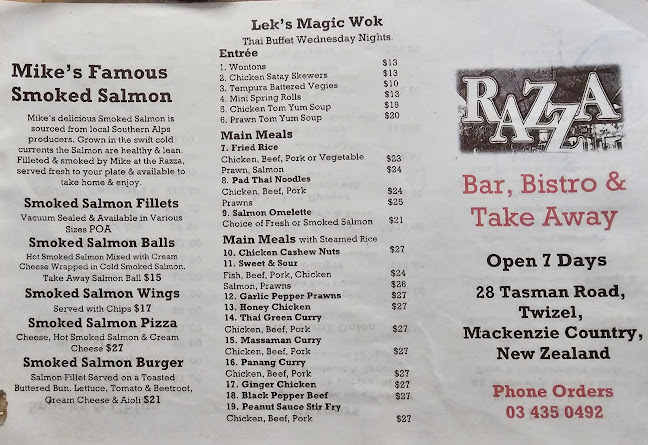 Mike's Famous
Smoked Salmon
Mike's delicious Smoked Salmon is
sourced from local Southern Alps
producers. Grown in the swift cold
currents the Salmon are healthy & lean.
Filleted & smoked by Mike at the Razza,
served fresh to your plate & available to
take home & enjoy.
Smoked Salmon Fillets
Vacuum Sealed & Available in Various
Sizes POA
Smoked Salmon Balls
Hot Smoked Salmon Mixed with Cream
Cheese Wrapped in Cold Smoked Salmon.
Take Away Salmon Ball $15
Smoked Salmon Wings
Served with Chips $17
Smoked Salmon Pizza
Cheese, Hot Smoked Salmon & Cream
Cheese $27
Smoked Salmon Burger
Salmon Fillet Served on a Toasted
Buttered Bun, Lettuce, Tomato & Beetroot,
Cream Cheese & Aioli $21
Lek's Magic Wok
Thai Buffet Wednesday Nights.
Entrée
1. Wontons $13
2. Chicken Satay Skewers $13
3. Tempura Battered Vegies $10
4. Mini Spring Rolls $13
5. Chicken Tom Yum Soup $19
6. Prawn Tom Yum Soup $20
Main Meals
7. Fried Rice
Chicken, Beef, Pork or Vegetable $23
Prawn, Salmon $24
8. Pad Thai Noodles
Chicken, Beef, Pork $24
Prawns $25
9. Salmon Omelette
Choice of Fresh or Smoked Salmon $21
Main Meals with Steamed Rice
10. Chicken Cashew Nuts $27
11. Sweet & Sour
Fish, Beef, Pork, Chicken $24
Salmon, Prawns $26
12. Garlic Pepper Prawns $27
13. Honey Chicken $27
14. Thai Green Curry
Chicken, Beef, Pork $27
15. Massaman Curry
Chicken, Beef, Pork $27
16. Panang Curry
Chicken, Beef, Pork $27
17. Ginger Chicken $27
18. Black Pepper Beef $27
19. Peanut Sauce Stir Fry
Chicken, Beef, Pork $27
RAZZA
Bar, Bistro &
Take Away
Open 7 Days
28 Tasman Road,
Twizel,
Mackenzie Country,
New Zealand
Phone Orders
03 435 0492